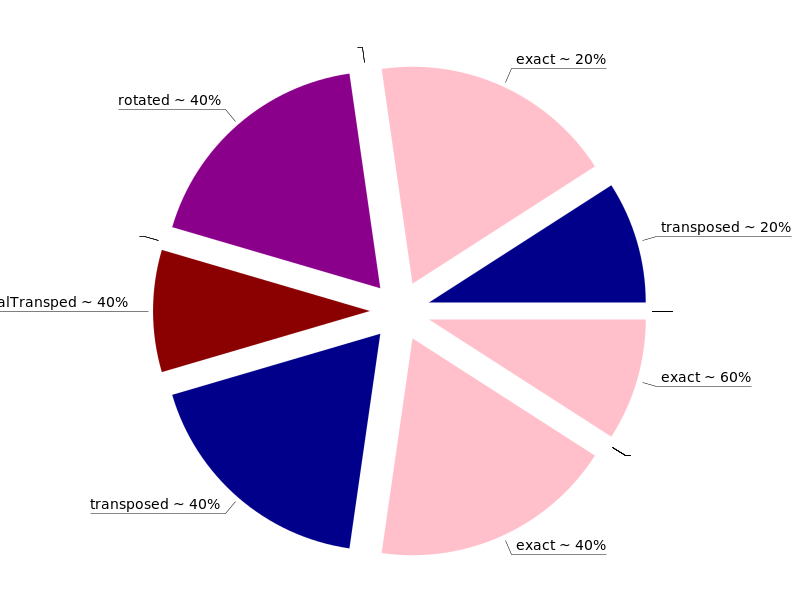 exact ~ 20%
rotated ~ 40%
transposed ~ 20%
alTransped ~ 40%
exact ~ 60%
transposed ~ 40%
exact ~ 40%